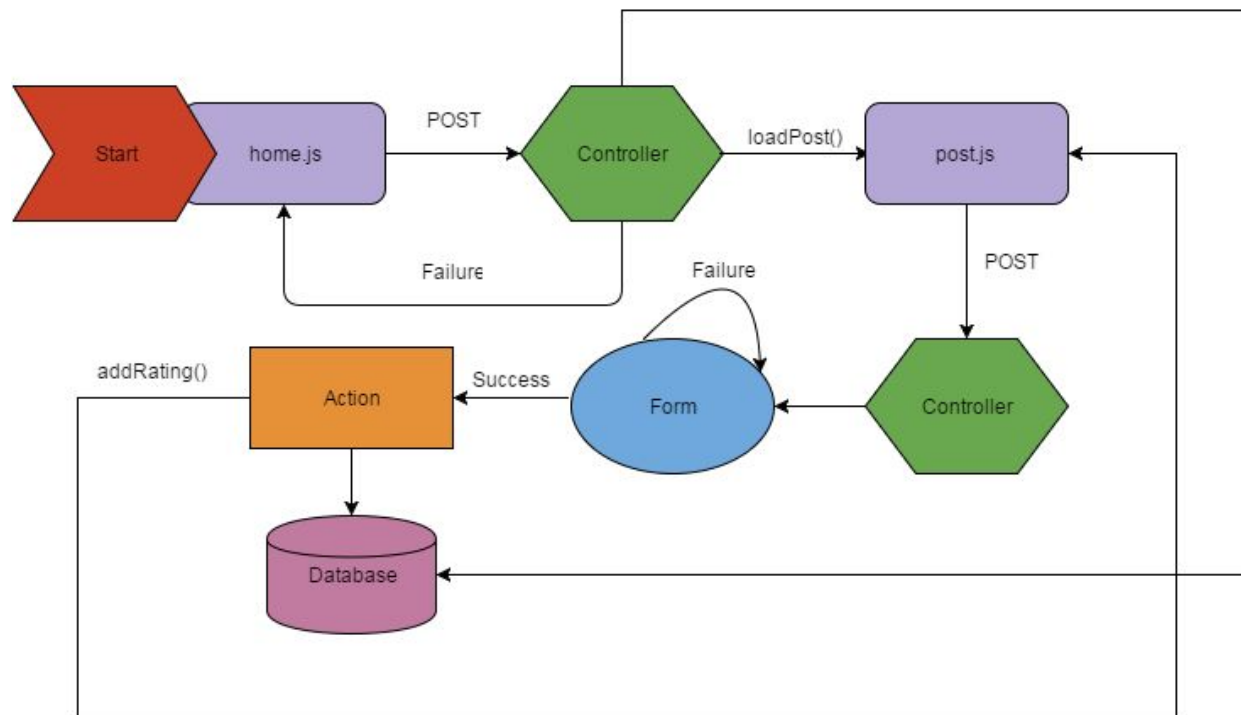 Start
home.js
POST
Controller
loadPost()
post.js
Failure
Failure
POST
addRating()
Action
Success
Form
Controller
Database